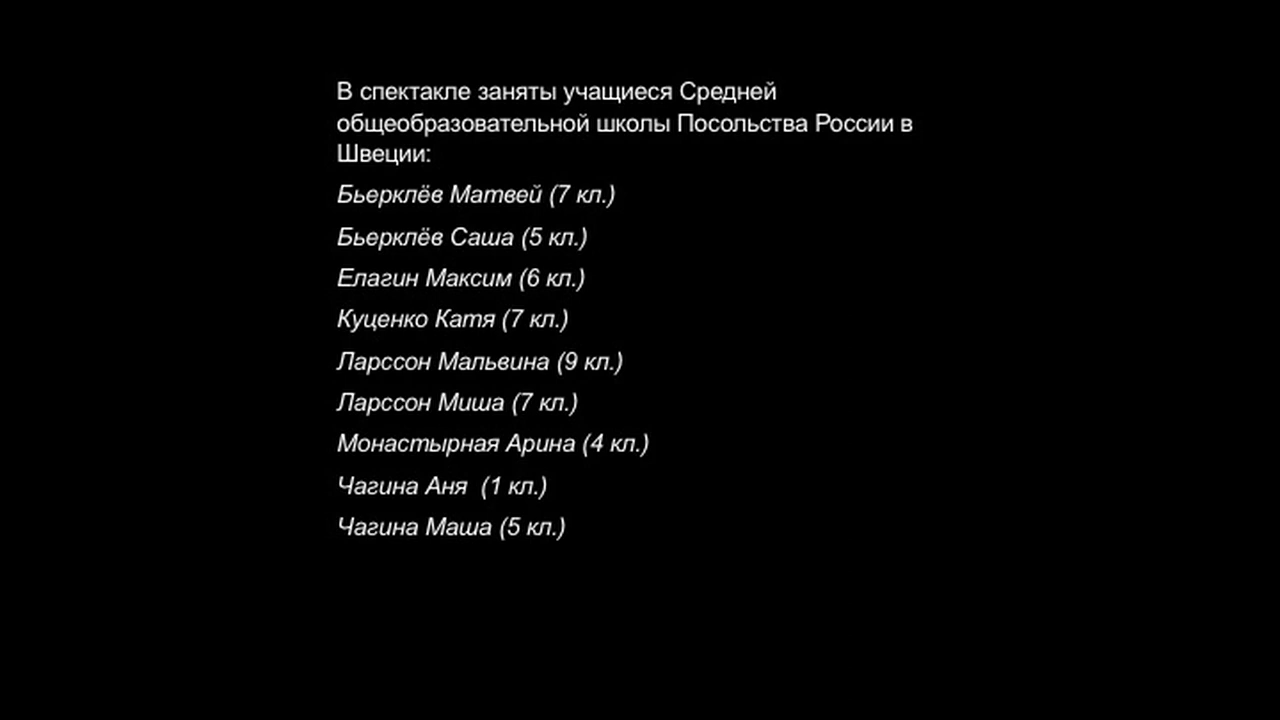 В спектакле заняты учащиеся Средней
общеобразовательной школы Посольства России в
Швеции:
Бьерклёв Матвей (7 кл.)
Бьерклёв Саша (5 кл.)
Елагин Максим (6 кл.)
Куценко Катя (7 кл.)
Ларссон Мальвина (9 кл.)
Ларссон Миша (7 кл.)
Монастырная Арина (4 кл.)
Чагина Аня  (1 кл.)
Чагина Маша (5 кл.)